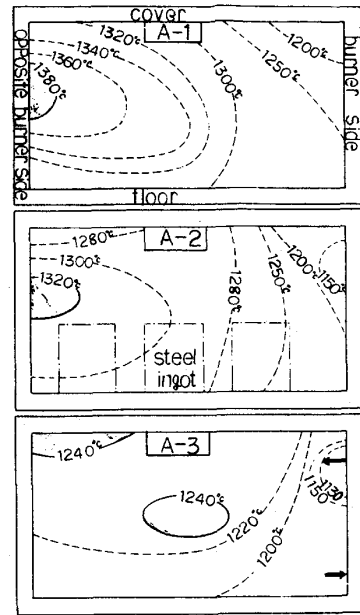 cover
A-1
1320℃
1340℃
1360℃
1380℃
1300℃
1250℃
1200℃
opposite burner side
burner side
floor
A-2
1280℃
1300℃
1320℃
1280℃
1250℃
1200℃
1150℃
steel
ingot
A-3
1240℃
1240℃
1220℃
1200℃
1150℃
1130℃